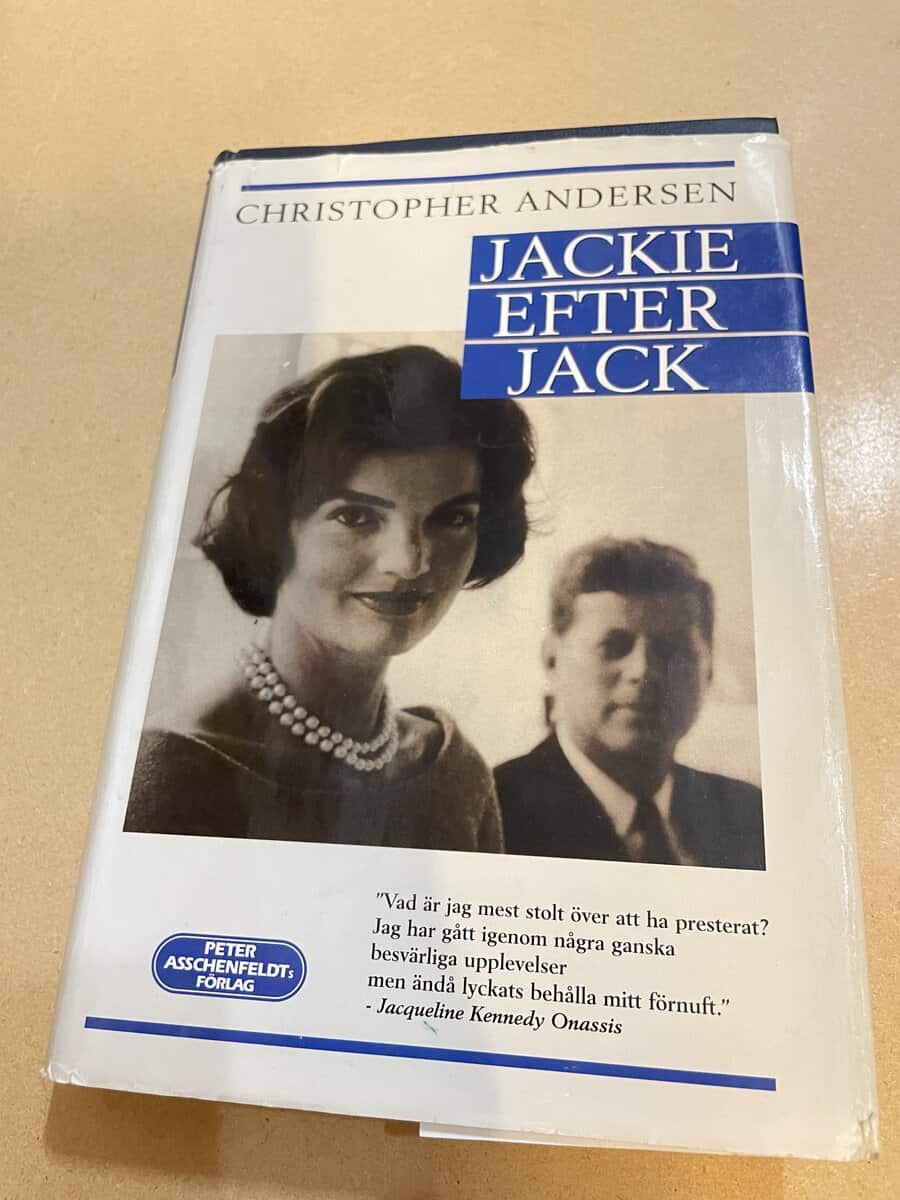 CHRISTOPHER ANDERSEN
JACKIE
EFTER
JACK
"Vad är jag mest stolt över att ha presterat?
Jag har gått igenom några ganska
besvärliga upplevelser
men ändå lyckats behålla mitt förnuft."
- Jacqueline Kennedy Onassis
PETER
ASSCHENFELDTs
FÖRLAG